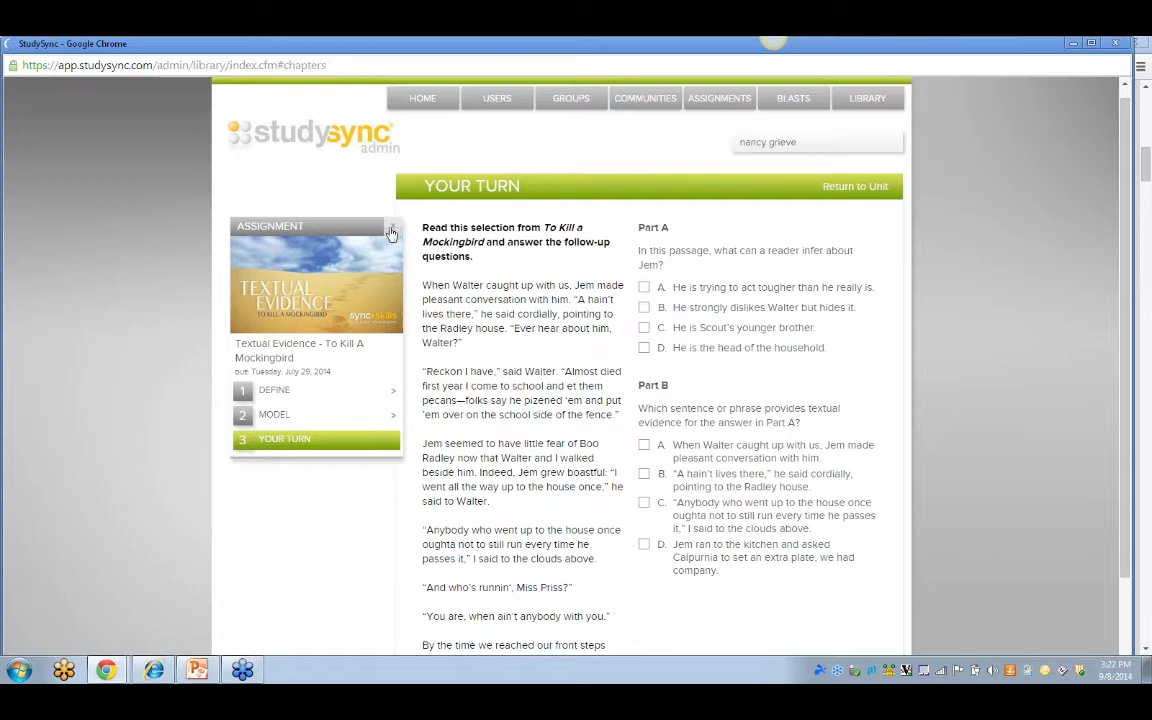 StudySync - Google Chrome
https://app.studysync.com/admin/library/index.cfm#chapters
HOME
USERS
GROUPS
COMMUNITIES
ASSIGNMENTS
BLASTS
LIBRARY
studysync
admin
nancy grieve
YOUR TURN
Return to Unit
ASSIGNMENT
TEXTUAL
EVIDENCE
TO KILL A MOCKINGBIRD
sync•skills
Textual Evidence - To Kill A
Mockingbird
due: Tuesday, July 29, 2014
1 DEFINE >
2 MODEL >
3 YOUR TURN
Read this selection from To Kill a
Mockingbird and answer the follow-up
questions.
When Walter caught up with us, Jem made
pleasant conversation with him. “A hain’t
lives there,” he said cordially, pointing to
the Radley house. “Ever hear about him,
Walter?”
“Reckon I have,” said Walter. “Almost died
first year I come to school and et them
pecans—folks say he pizened ‘em and put
‘em over on the school side of the fence.”
Jem seemed to have little fear of Boo
Radley now that Walter and I walked
beside him. Indeed, Jem grew boastful: “I
went all the way up to the house once,” he
said to Walter.
“Anybody who went up to the house once
oughta not to still run every time he
passes it,” I said to the clouds above.
“And who’s runnin’, Miss Priss?”
“You are, when ain’t anybody with you.”
By the time we reached our front steps
Part A
In this passage, what can a reader infer about
Jem?
A. He is trying to act tougher than he really is.
B. He strongly dislikes Walter but hides it.
C. He is Scout’s younger brother.
D. He is the head of the household.
Part B
Which sentence or phrase provides textual
evidence for the answer in Part A?
A. When Walter caught up with us, Jem made
pleasant conversation with him.
B. “A hain’t lives there,” he said cordially,
pointing to the Radley house.
C. “Anybody who went up to the house once
oughta not to still run every time he passes
it,” I said to the clouds above.
D. Jem ran to the kitchen and asked
Calpurnia to set an extra plate, we had
company.
3:22 PM
9/8/2014